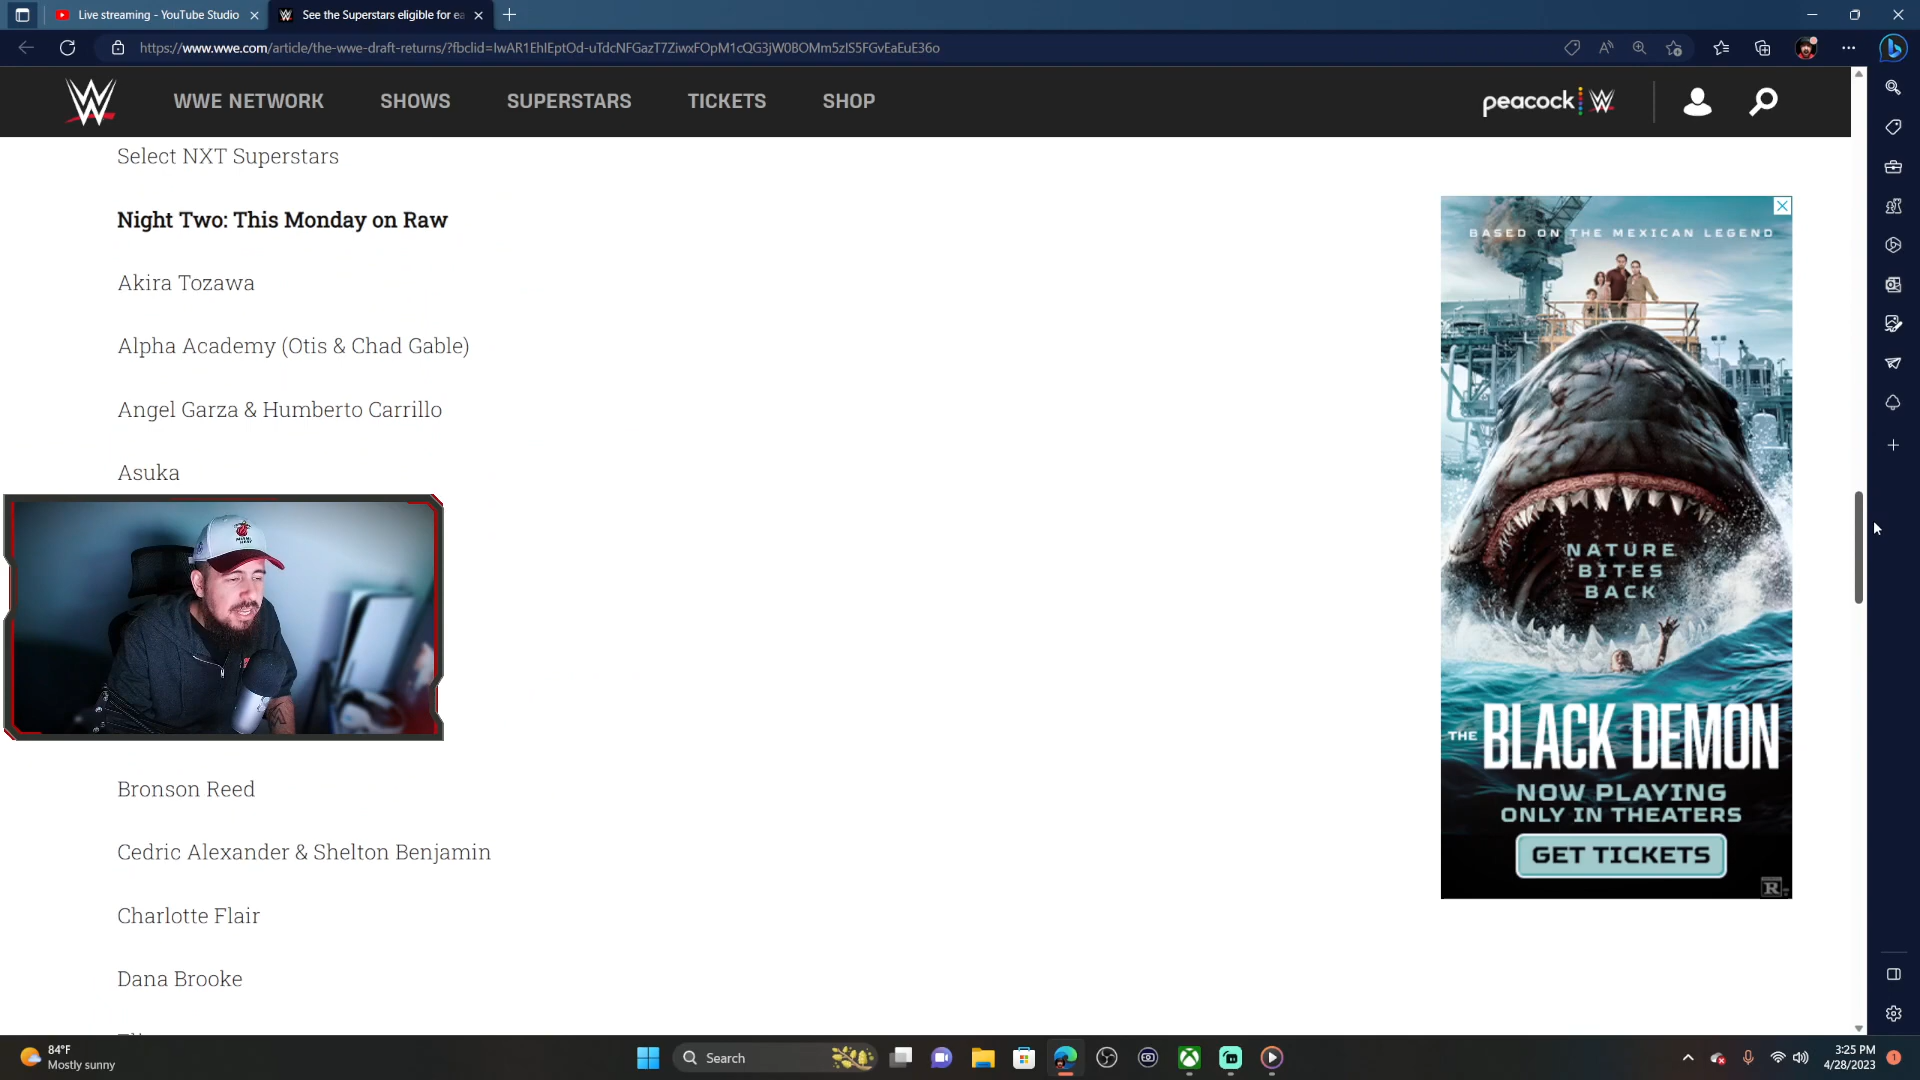 Live streaming - YouTube Studio
See the Superstars eligible for ea
https://www.wwe.com/article/the-wwe-draft-returns/?fbclid=IwAR1EhIEptOd-uTdcNFGazT7ZiwxFOpM1cQG3jW0BOMm5zIS5FGvEaEuE36o
WWE NETWORK SHOWS SUPERSTARS TICKETS SHOP
peacock
Select NXT Superstars
Night Two: This Monday on Raw
Akira Tozawa
Alpha Academy (Otis & Chad Gable)
Angel Garza & Humberto Carrillo
Asuka
Bronson Reed
Cedric Alexander & Shelton Benjamin
Charlotte Flair
Dana Brooke
BASED ON THE MEXICAN LEGEND
NATURE
BITES
BACK
THE BLACK DEMON
NOW PLAYING
ONLY IN THEATERS
GET TICKETS
R
84°F
Mostly sunny
Search
3:25 PM
4/28/2023
1